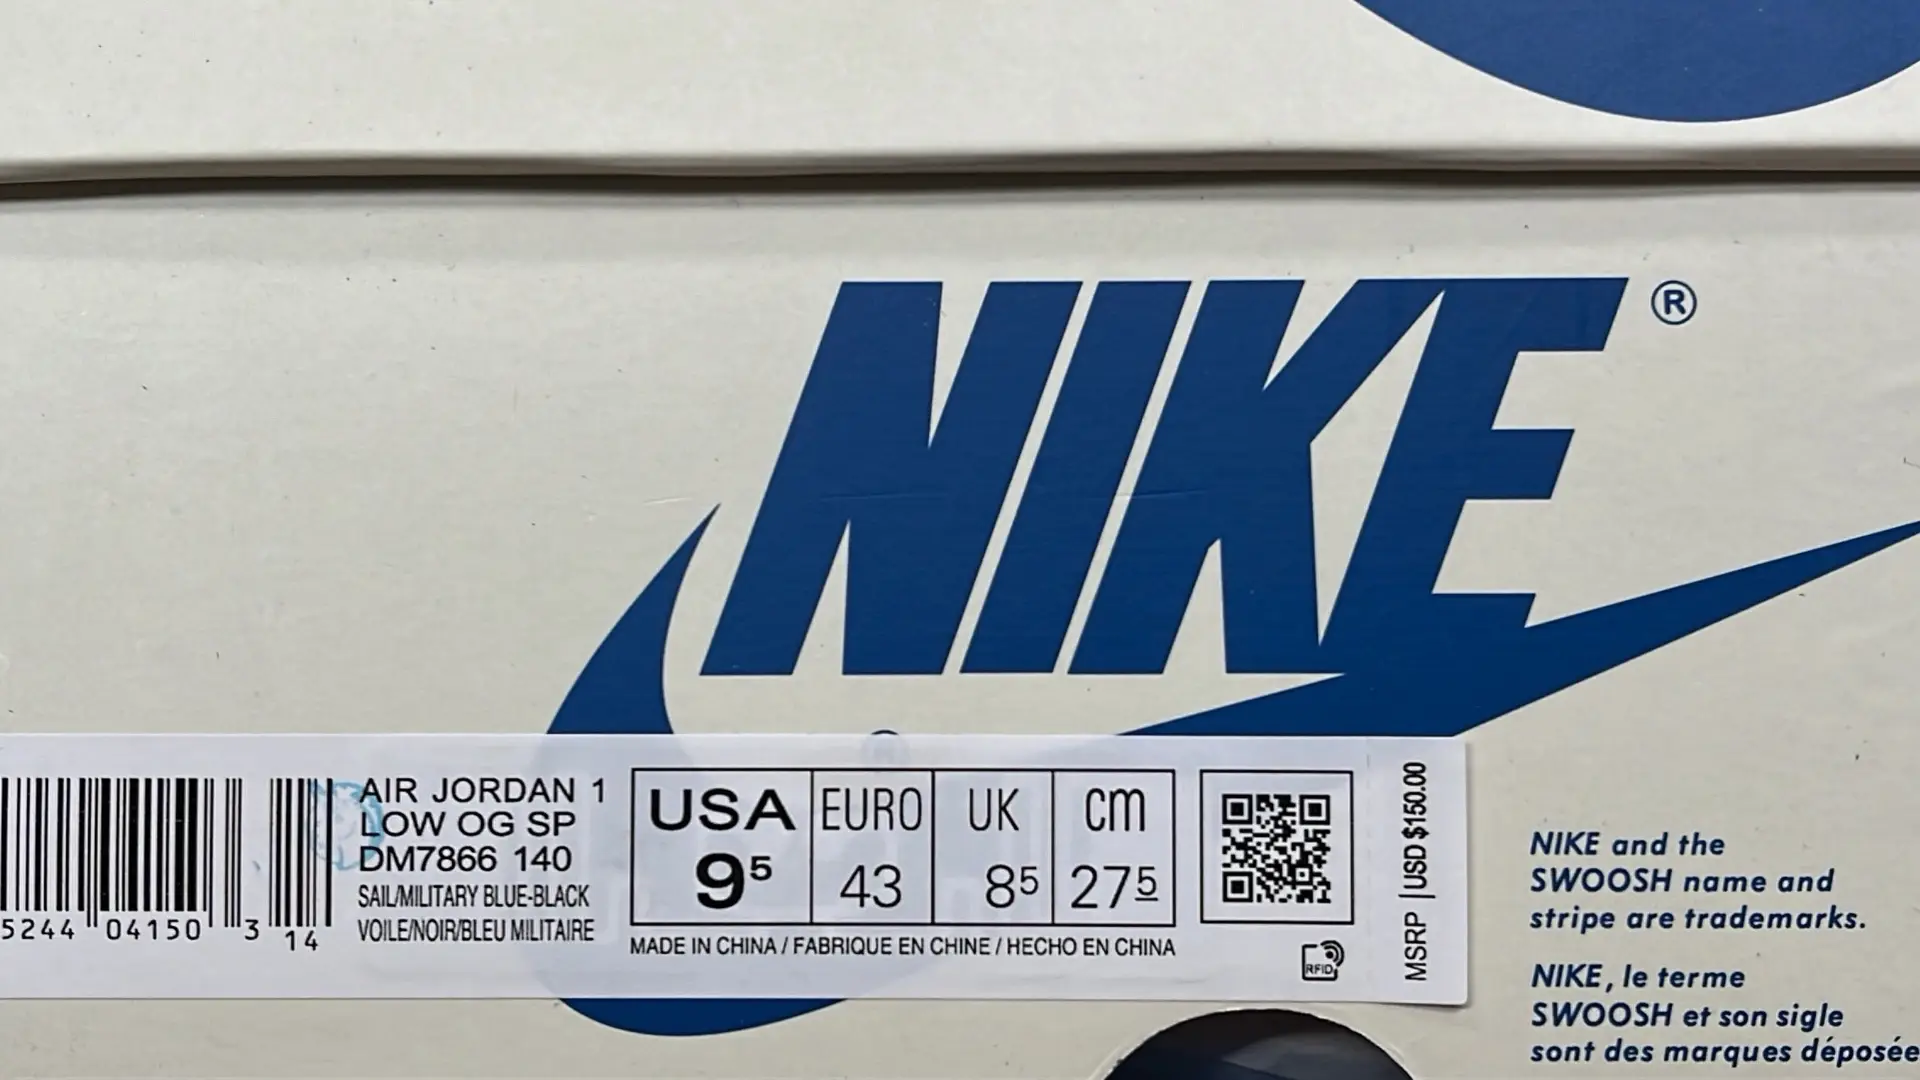 NIKE ®
5244 04150 3 14
AIR JORDAN 1
LOW OG SP
DM7866 140
SAIL/MILITARY BLUE-BLACK
VOILE/NOIR/BLEU MILITAIRE
USA EURO UK cm
9⁵ 43 8⁵ 27⁵
MADE IN CHINA / FABRIQUE EN CHINE / HECHO EN CHINA
RFID
MSRP | USD $150.00
NIKE and the
SWOOSH name and
stripe are trademarks.
NIKE, le terme
SWOOSH et son sigle
sont des marques déposée